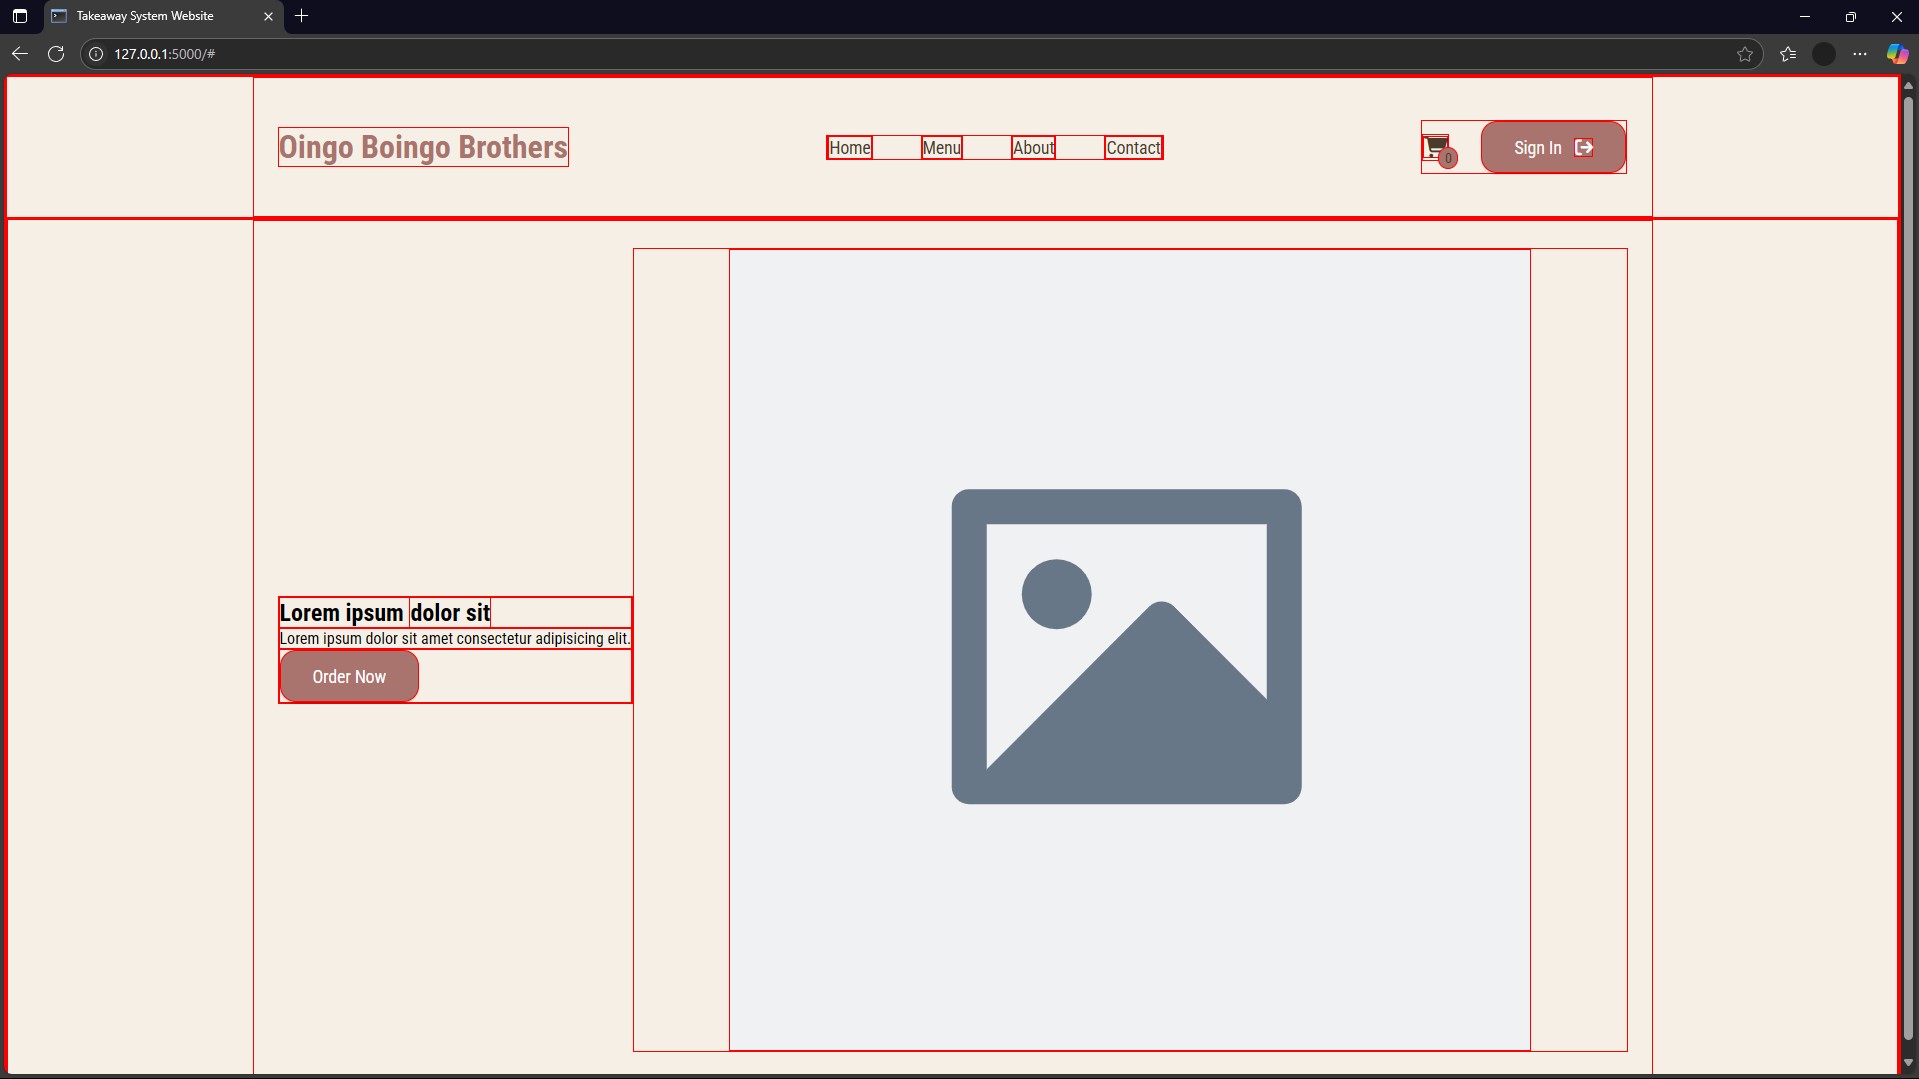 Takeaway System Website
127.0.0.1:5000/#
Oingo Boingo Brothers
Home Menu About Contact
0
Sign In
Lorem ipsum dolor sit
Lorem ipsum dolor sit amet consectetur adipisicing elit.
Order Now